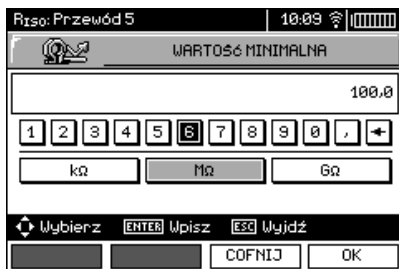 RISO: Przewód 5 10:09
WARTOŚĆ MINIMALNA
100,0
1 2 3 4 5 6 7 8 9 0 , ←
kΩ MΩ GΩ
Wybierz ENTER Wpisz ESC Wyjdź
COFNIJ OK